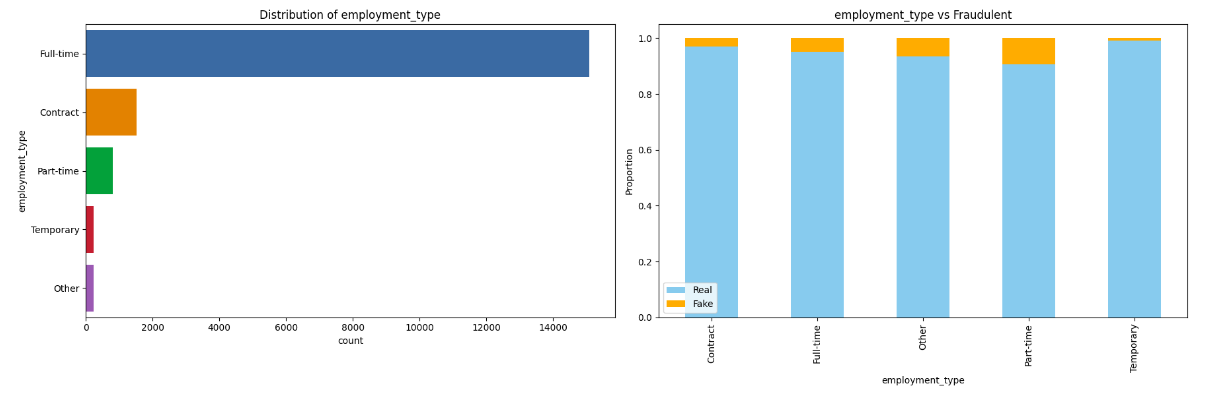 Distribution of employment_type
employment_type
Full-time
Contract
Part-time
Temporary
Other
0 2000 4000 6000 8000 10000 12000 14000
count
employment_type vs Fraudulent
Proportion
1.0
0.8
0.6
0.4
0.2
0.0
Real
Fake
Contract
Full-time
Other
Part-time
Temporary
employment_type